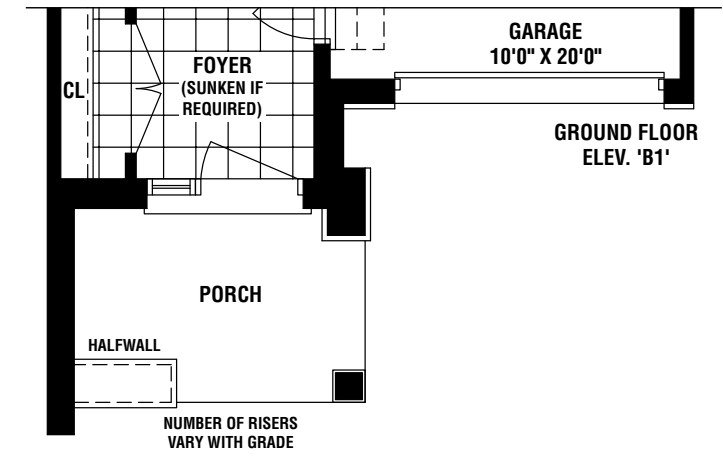 GARAGE
10'0" X 20'0"
FOYER
(SUNKEN IF
REQUIRED)
CL
GROUND FLOOR
ELEV. 'B1'
PORCH
HALFWALL
NUMBER OF RISERS
VARY WITH GRADE